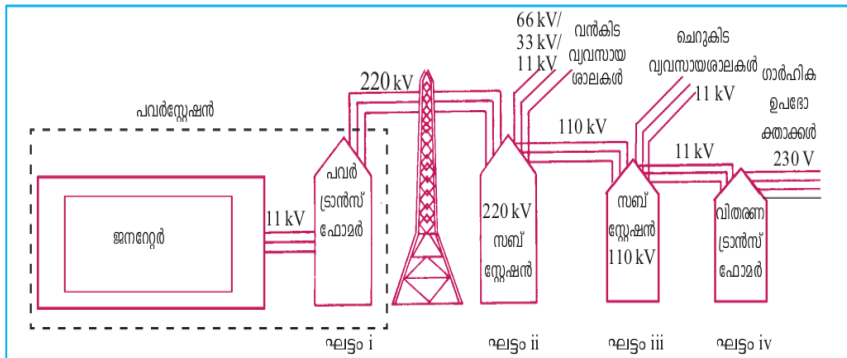 പവർസ്റ്റേഷൻ
ജനറേറ്റർ
11 kV
പവർ
ട്രാൻസ്
ഫോമർ
220 kV
66 kV/
33 kV/
11 kV
വൻകിട
വ്യവസായ
ശാലകൾ
220 kV
സബ്
സ്റ്റേഷൻ
110 kV
ചെറുകിട
വ്യവസായശാലകൾ
11 kV
സബ്
സ്റ്റേഷൻ
110 kV
11 kV
ഗാർഹിക
ഉപഭോ
ക്താക്കൾ
230 V
വിതരണ
ട്രാൻസ്
ഫോമർ
ഘട്ടം i
ഘട്ടം ii
ഘട്ടം iii
ഘട്ടം iv